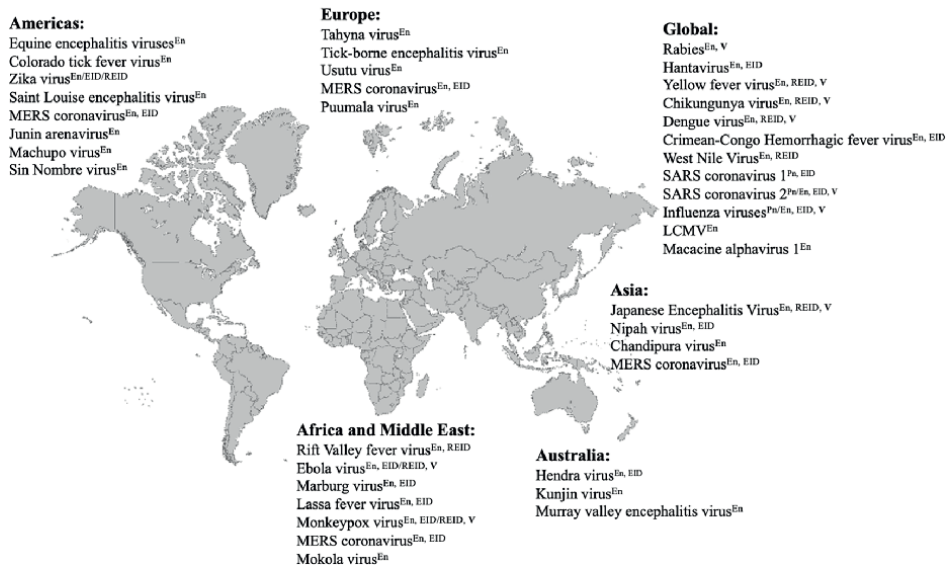 Americas:
Equine encephalitis viruses^En
Colorado tick fever virus^En
Zika virus^En/EID/REID
Saint Louise encephalitis virus^En
MERS coronavirus^En, EID
Junin arenavirus^En
Machupo virus^En
Sin Nombre virus^En
Europe:
Tahyna virus^En
Tick-borne encephalitis virus^En
Usutu virus^En
MERS coronavirus^En, EID
Puumala virus^En
Global:
Rabies^En, V
Hantavirus^En, EID
Yellow fever virus^En, REID, V
Chikungunya virus^En, REID, V
Dengue virus^En, REID, V
Crimean-Congo Hemorrhagic fever virus^En, EID
West Nile Virus^En, REID
SARS coronavirus 1^Pn, EID
SARS coronavirus 2^Pn/En, EID, V
Influenza viruses^Pn/En, EID, V
LCMV^En
Macacine alphavirus 1^En
Asia:
Japanese Encephalitis Virus^En, REID, V
Nipah virus^En, EID
Chandipura virus^En
MERS coronavirus^En, EID
Africa and Middle East:
Rift Valley fever virus^En, REID
Ebola virus^En, EID/REID, V
Marburg virus^En, EID
Lassa fever virus^En, EID
Monkeypox virus^En, EID/REID, V
MERS coronavirus^En, EID
Mokola virus^En
Australia:
Hendra virus^En, EID
Kunjin virus^En
Murray valley encephalitis virus^En